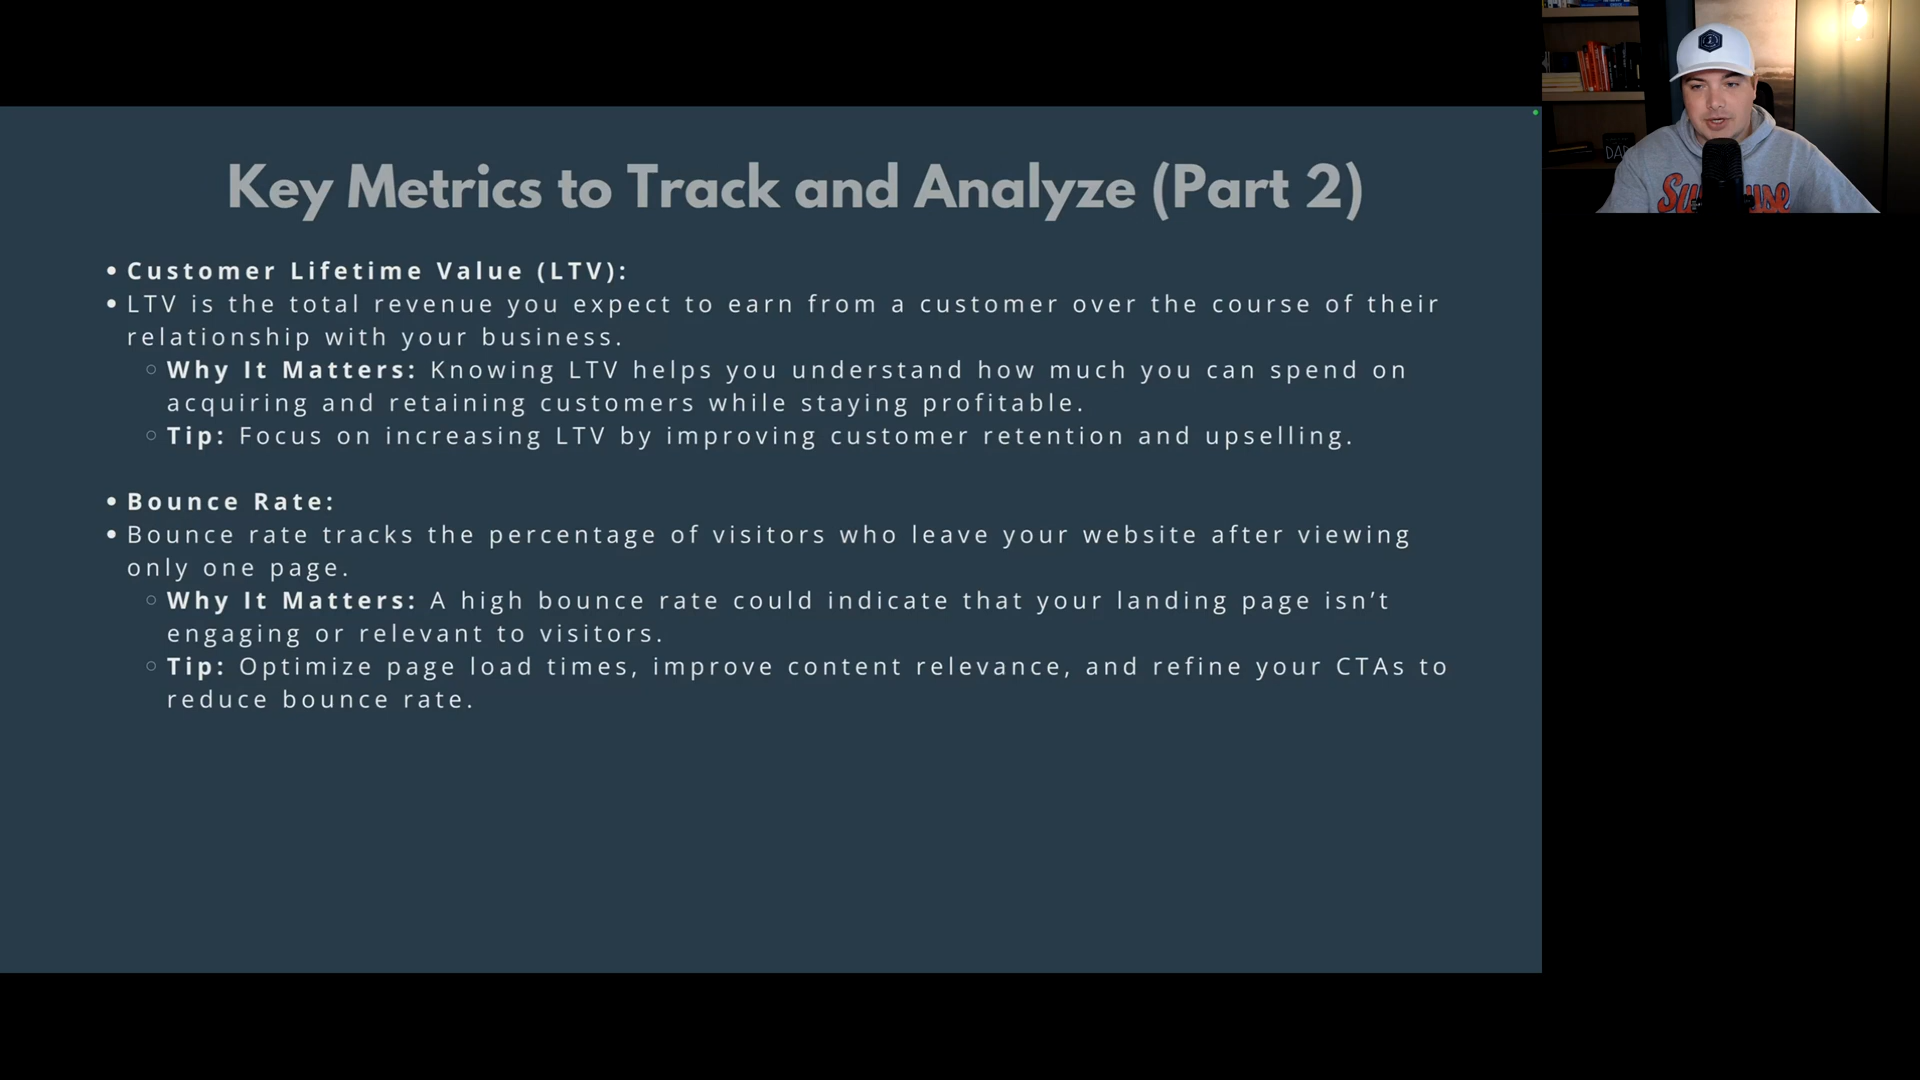 Key Metrics to Track and Analyze (Part 2)
• Customer Lifetime Value (LTV):
• LTV is the total revenue you expect to earn from a customer over the course of their
relationship with your business.
○ Why It Matters: Knowing LTV helps you understand how much you can spend on
acquiring and retaining customers while staying profitable.
○ Tip: Focus on increasing LTV by improving customer retention and upselling.
• Bounce Rate:
• Bounce rate tracks the percentage of visitors who leave your website after viewing
only one page.
○ Why It Matters: A high bounce rate could indicate that your landing page isn’t
engaging or relevant to visitors.
○ Tip: Optimize page load times, improve content relevance, and refine your CTAs to
reduce bounce rate.